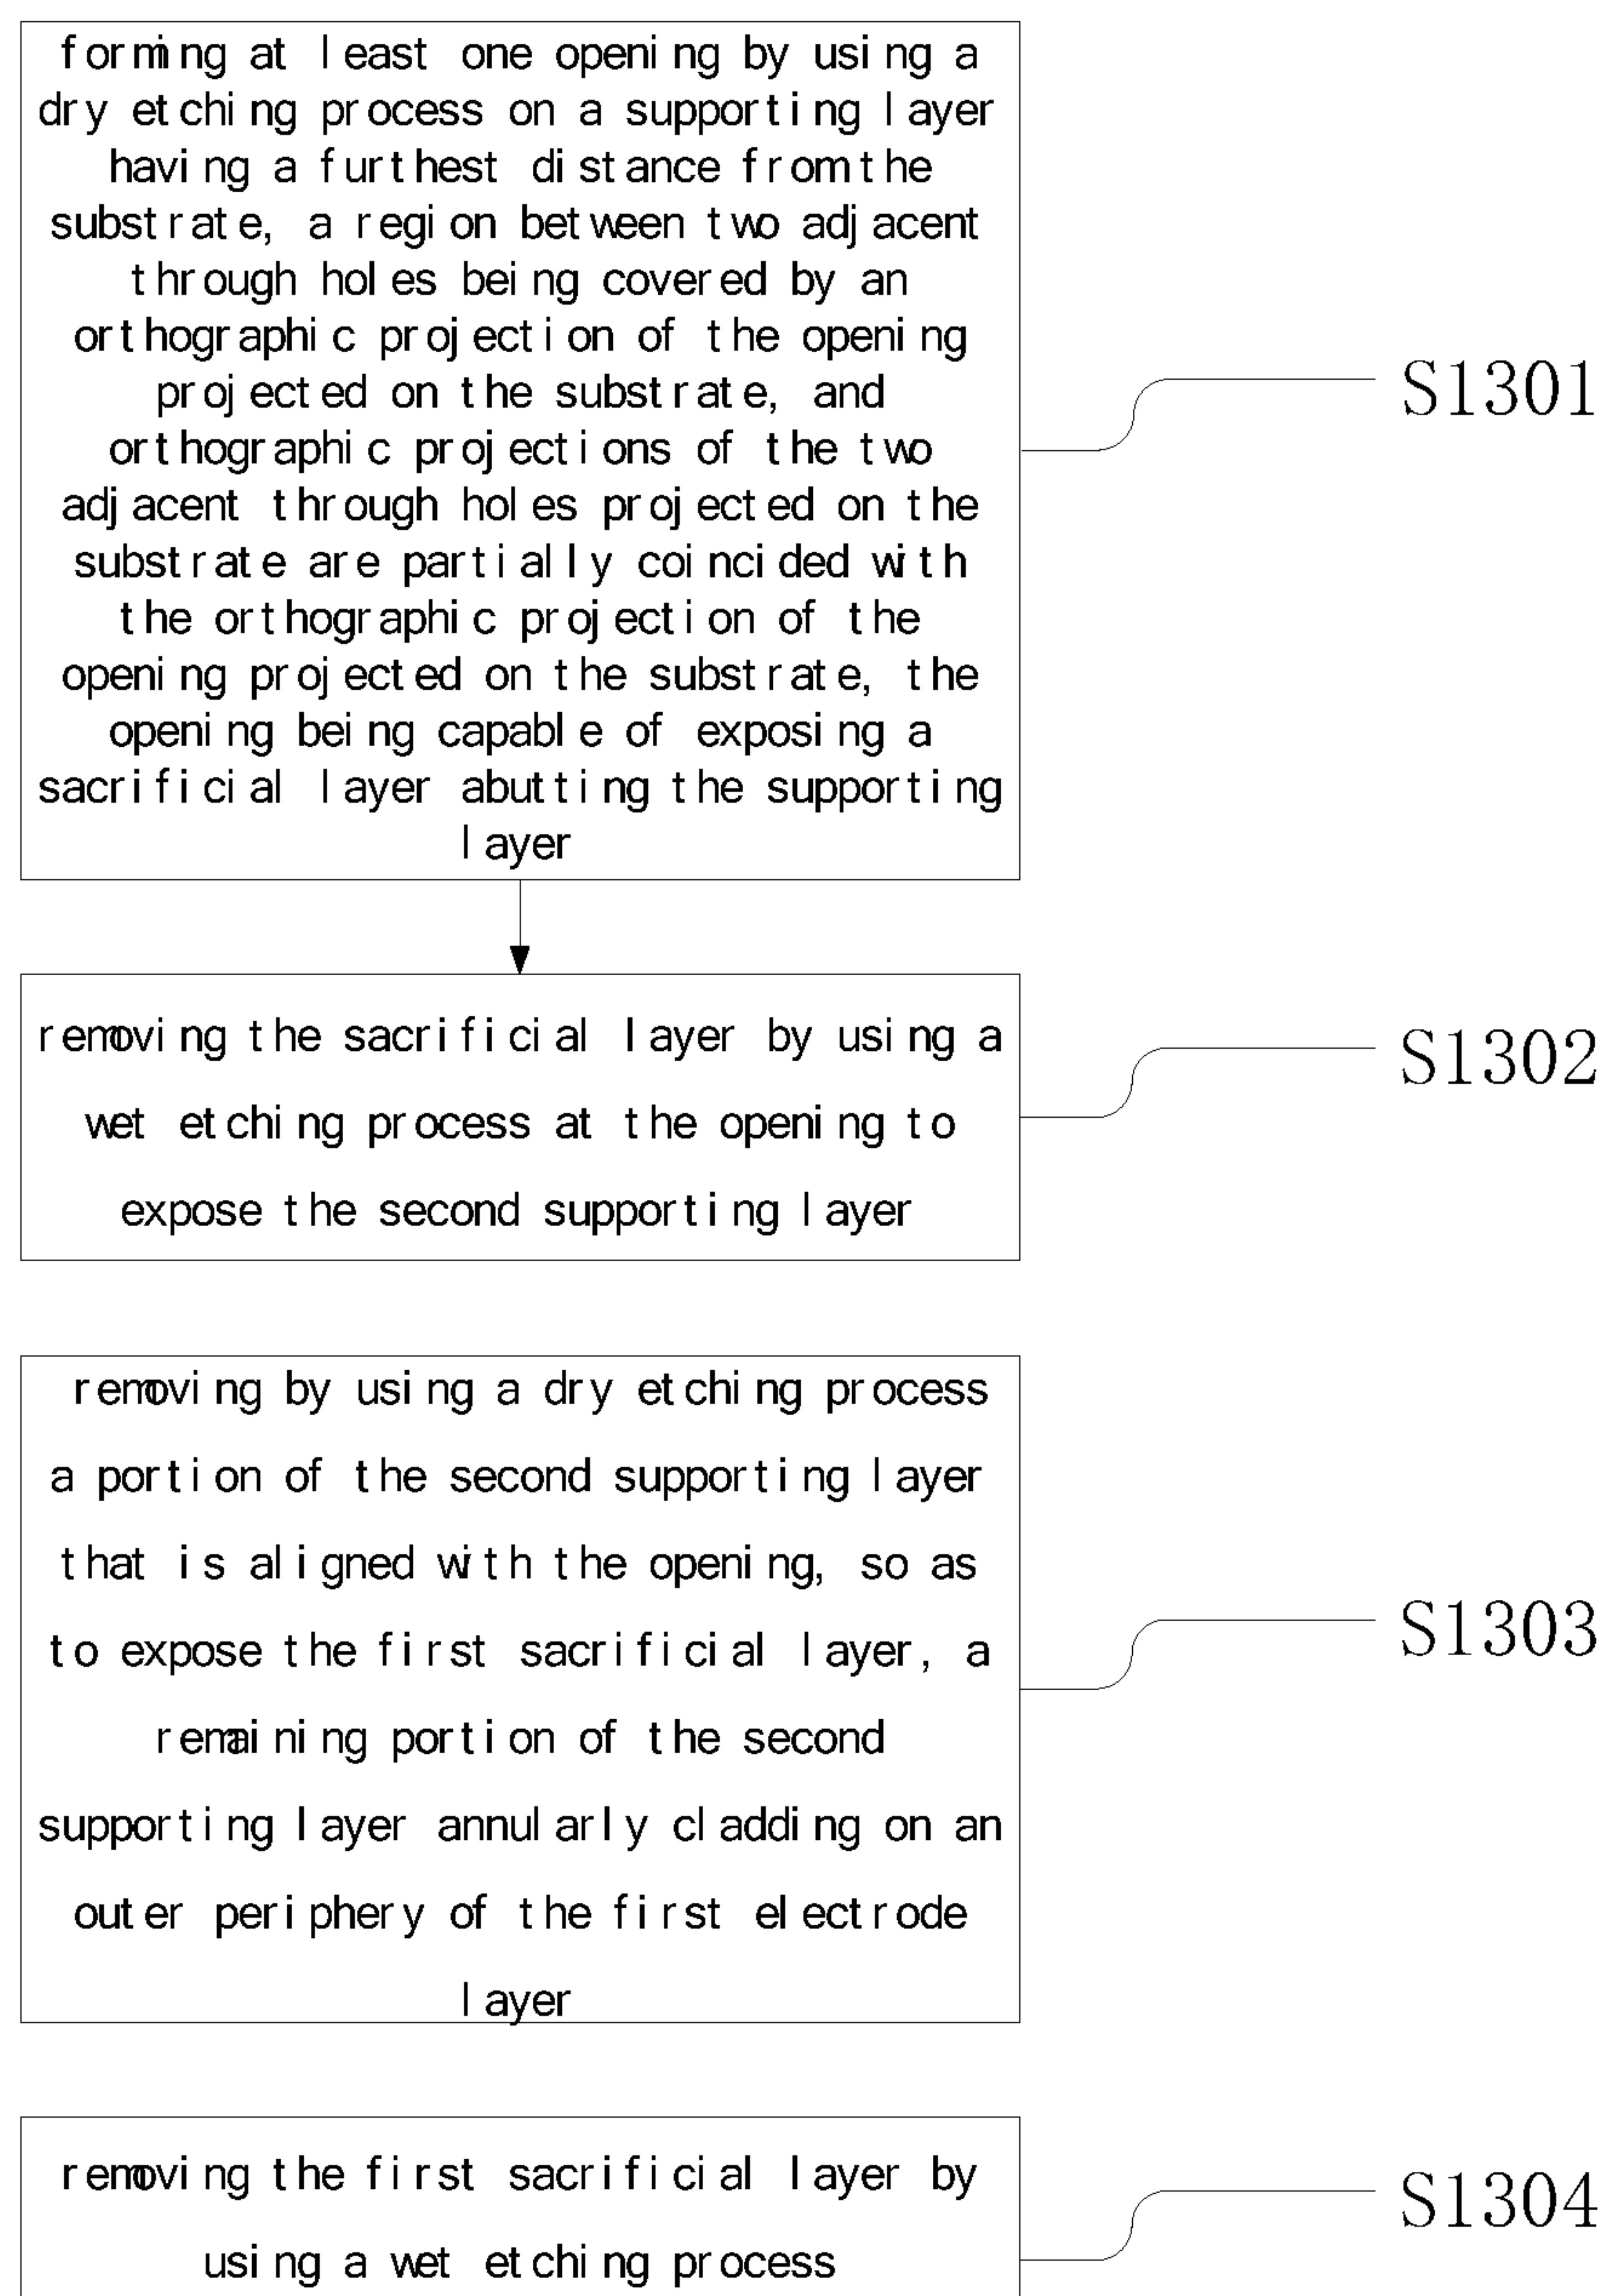 forming at least one opening by using a
dry etching process on a supporting layer
having a furthest distance from the
substrate, a region between two adjacent
through holes being covered by an
orthographic projection of the opening
projected on the substrate, and
orthographic projections of the two
adjacent through holes projected on the
substrate are partially coincided with
the orthographic projection of the
opening projected on the substrate, the
opening being capable of exposing a
sacrificial layer abutting the supporting
layer
S1301
removing the sacrificial layer by using a
wet etching process at the opening to
expose the second supporting layer
S1302
removing by using a dry etching process
a portion of the second supporting layer
that is aligned with the opening, so as
to expose the first sacrificial layer, a
remaining portion of the second
supporting layer annularly cladding on an
outer periphery of the first electrode
layer
S1303
removing the first sacrificial layer by
using a wet etching process
S1304